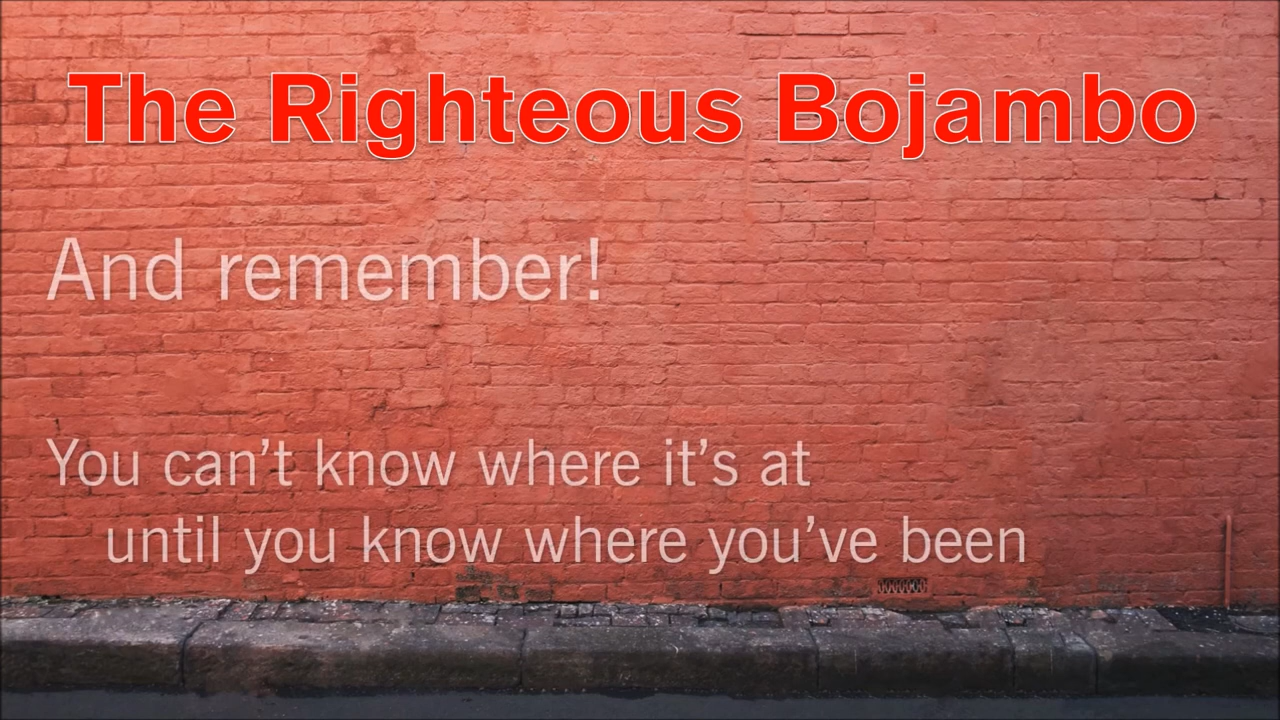 The Righteous Bojambo
And remember!
You can’t know where it’s at
until you know where you’ve been